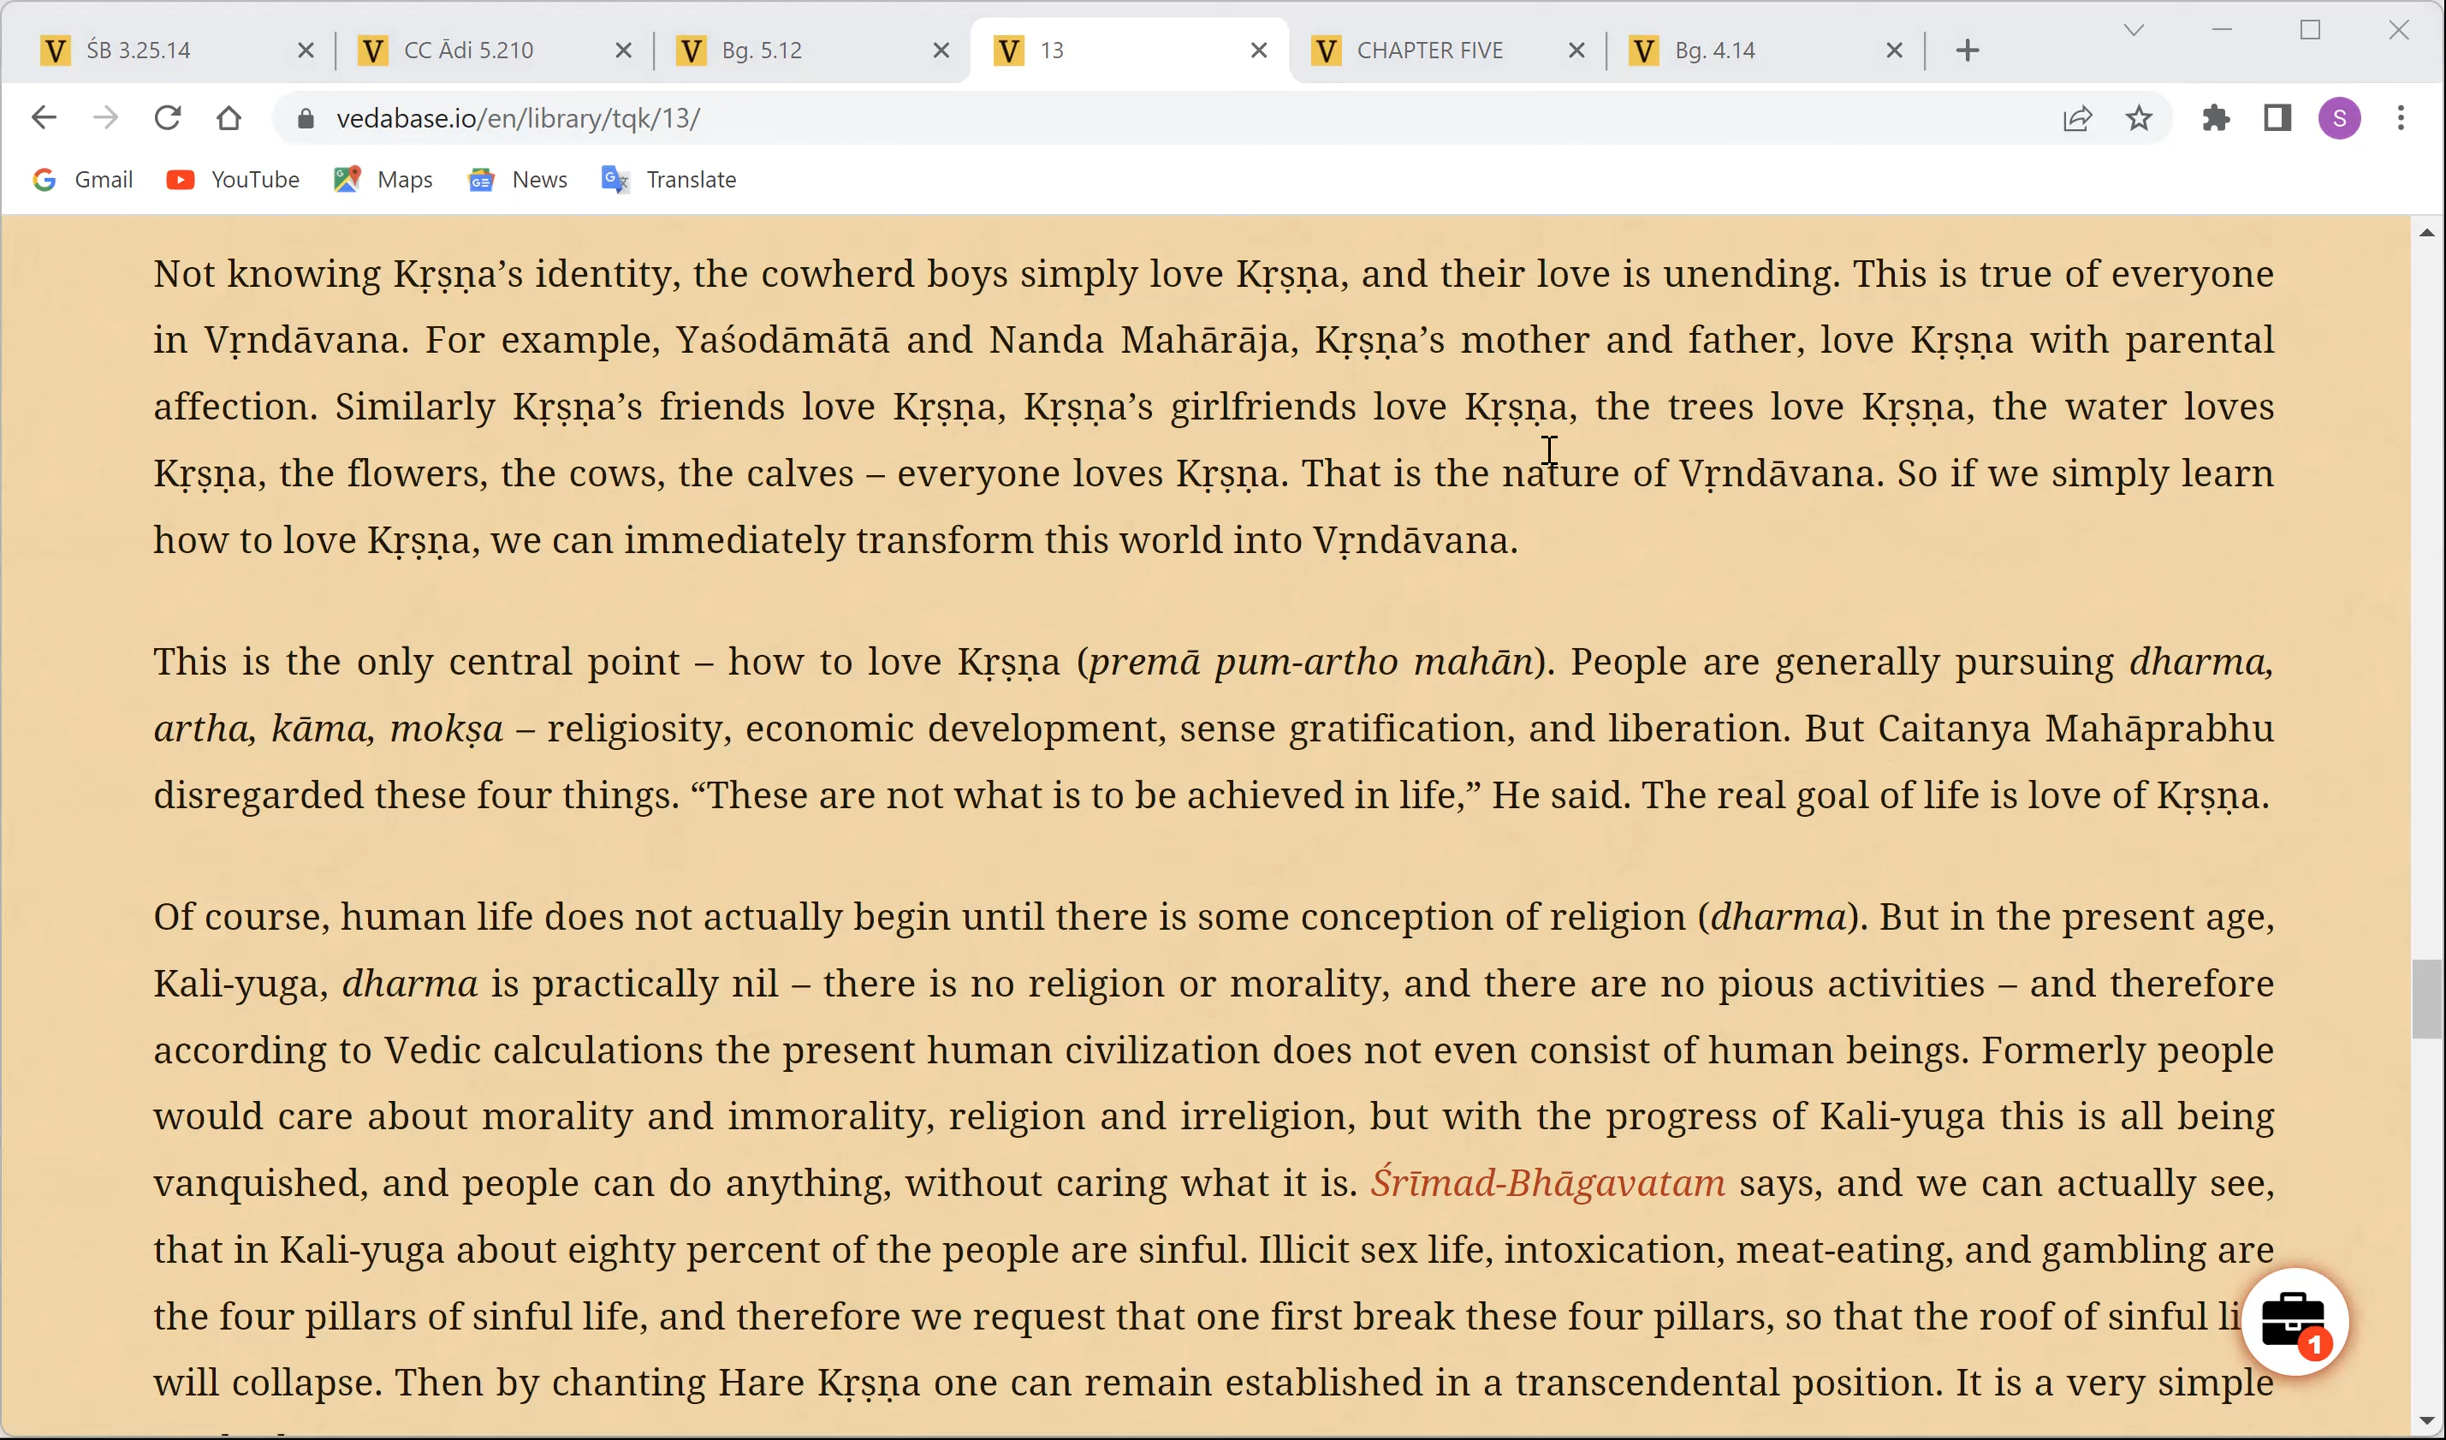 ŚB 3.25.14
CC Ādi 5.210
Bg. 5.12
13
CHAPTER FIVE
Bg. 4.14
vedabase.io/en/library/tqk/13/
S
Gmail
YouTube
Maps
News
Translate
Not knowing Kṛṣṇa’s identity, the cowherd boys simply love Kṛṣṇa, and their love is unending. This is true of everyone
in Vṛndāvana. For example, Yaśodāmātā and Nanda Mahārāja, Kṛṣṇa’s mother and father, love Kṛṣṇa with parental
affection. Similarly Kṛṣṇa’s friends love Kṛṣṇa, Kṛṣṇa’s girlfriends love Kṛṣṇa, the trees love Kṛṣṇa, the water loves
Kṛṣṇa, the flowers, the cows, the calves – everyone loves Kṛṣṇa. That is the nature of Vṛndāvana. So if we simply learn
how to love Kṛṣṇa, we can immediately transform this world into Vṛndāvana.
This is the only central point – how to love Kṛṣṇa (premā pum-artho mahān). People are generally pursuing dharma,
artha, kāma, mokṣa – religiosity, economic development, sense gratification, and liberation. But Caitanya Mahāprabhu
disregarded these four things. “These are not what is to be achieved in life,” He said. The real goal of life is love of Kṛṣṇa.
Of course, human life does not actually begin until there is some conception of religion (dharma). But in the present age,
Kali-yuga, dharma is practically nil – there is no religion or morality, and there are no pious activities – and therefore
according to Vedic calculations the present human civilization does not even consist of human beings. Formerly people
would care about morality and immorality, religion and irreligion, but with the progress of Kali-yuga this is all being
vanquished, and people can do anything, without caring what it is. Śrīmad-Bhāgavatam says, and we can actually see,
that in Kali-yuga about eighty percent of the people are sinful. Illicit sex life, intoxication, meat-eating, and gambling are
the four pillars of sinful life, and therefore we request that one first break these four pillars, so that the roof of sinful
will collapse. Then by chanting Hare Kṛṣṇa one can remain established in a transcendental position. It is a very simple
1